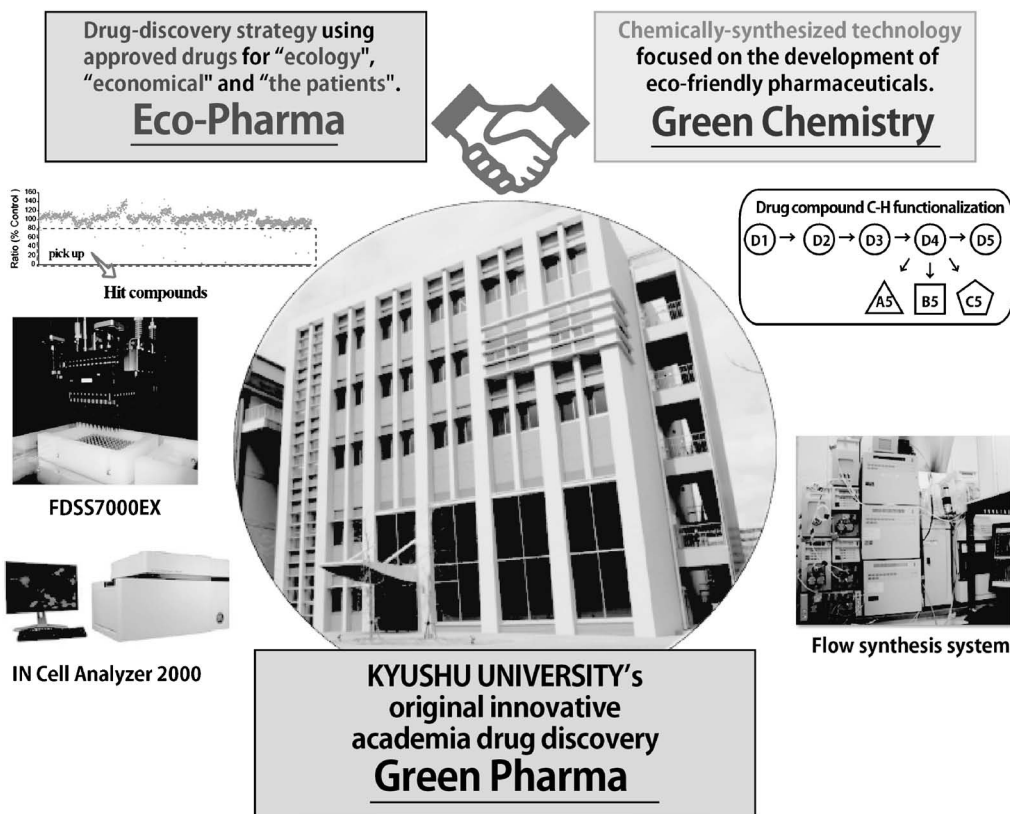 Drug-discovery strategy using
approved drugs for “ecology”,
“economical" and “the patients".
Eco-Pharma
Chemically-synthesized technology
focused on the development of
eco-friendly pharmaceuticals.
Green Chemistry
Ratio (% Control )
160
140
120
100
80
60
40
20
0
pick up
Hit compounds
Drug compound C-H functionalization
D1 → D2 → D3 → D4 → D5
A5 B5 C5
FDSS7000EX
IN Cell Analyzer 2000
Flow synthesis system
KYUSHU UNIVERSITY’s
original innovative
academia drug discovery
Green Pharma